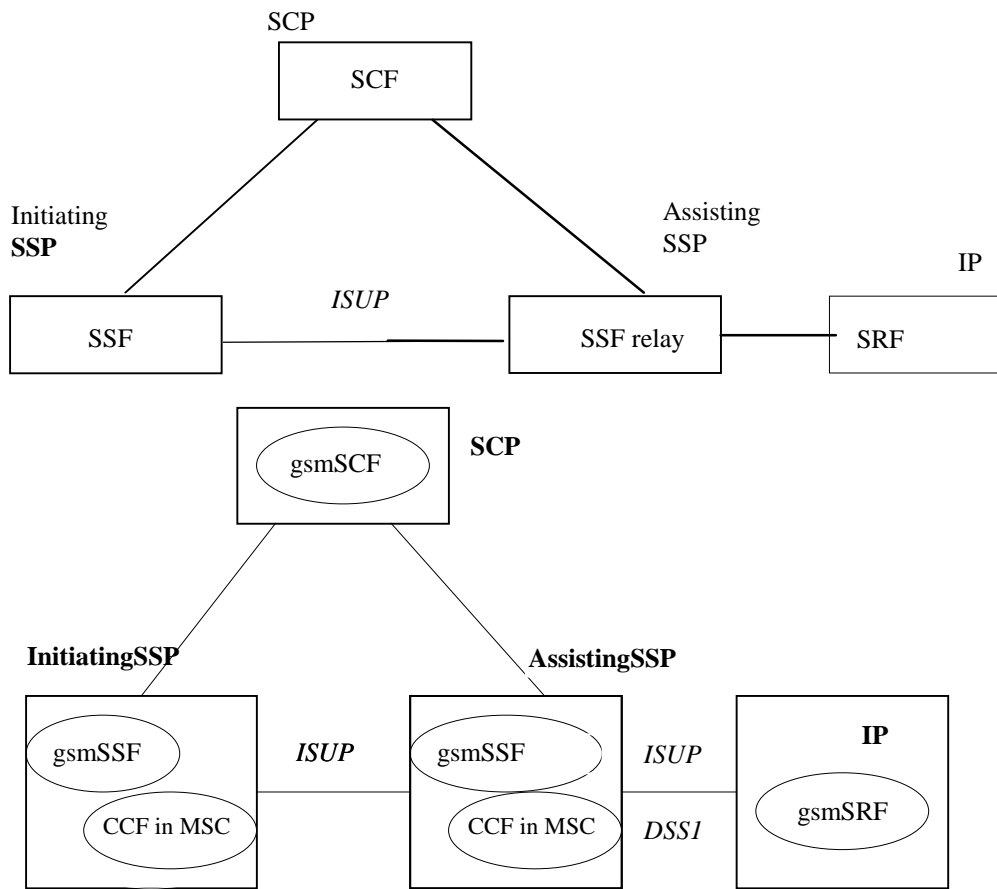 SCP
SCF
Initiating
SSP
Assisting
SSP
IP
ISUP
SSF
SSF relay
SRF
SCP
gsmSCF
InitiatingSSP
AssistingSSP
gsmSSF
CCF in MSC
ISUP
gsmSSF
CCF in MSC
ISUP
DSS1
IP
gsmSRF